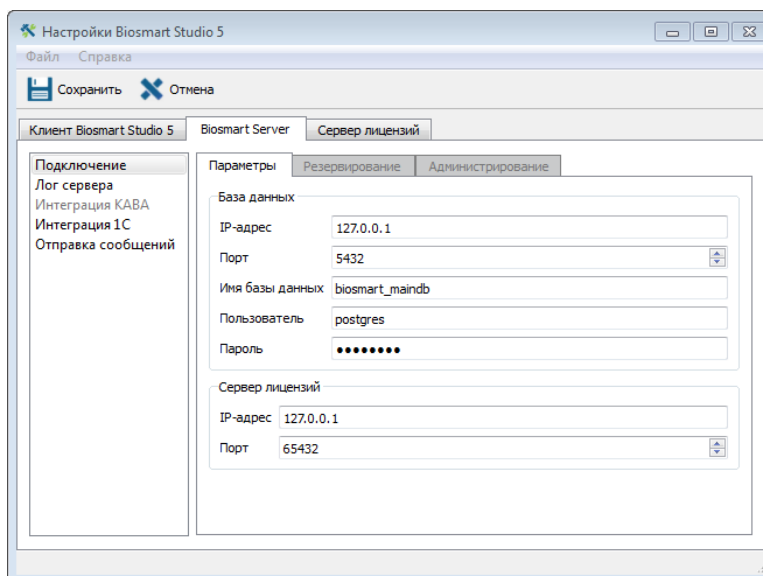 Настройки Biosmart Studio 5
Файл Справка
Сохранить Отмена
Клиент Biosmart Studio 5 Biosmart Server Сервер лицензий
Подключение
Лог сервера
Интеграция КАВА
Интеграция 1С
Отправка сообщений
Параметры Резервирование Администрирование
База данных
IP-адрес 127.0.0.1
Порт 5432
Имя базы данных biosmart_maindb
Пользователь postgres
Пароль ●●●●●●●●
Сервер лицензий
IP-адрес 127.0.0.1
Порт 65432